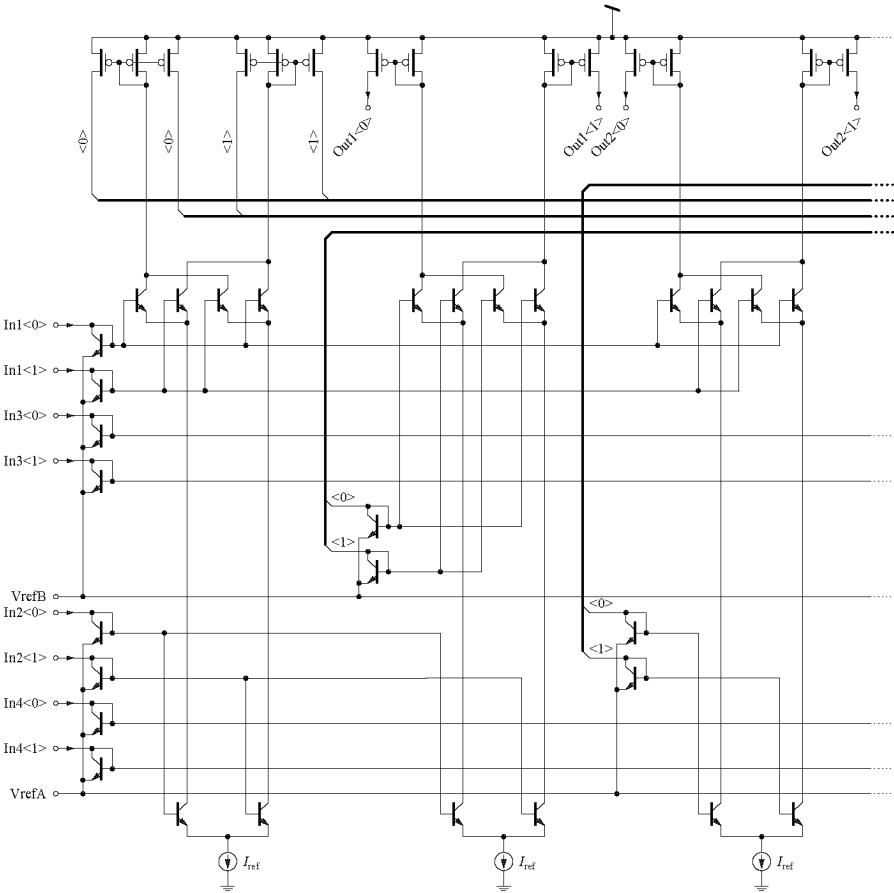 <0>
<0>
<1>
<1>
Out1<0>
Out1<1>
Out2<0>
Out2<1>
In1<0>
In1<1>
In3<0>
In3<1>
<0>
<1>
VrefB
In2<0>
<0>
In2<1>
<1>
In4<0>
In4<1>
VrefA
Iref
Iref
Iref